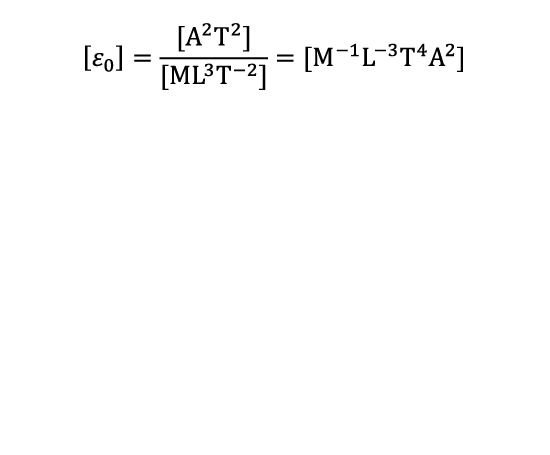 [ε₀] = [A²T²] / [ML³T⁻²] = [M⁻¹L⁻³T⁴A²]